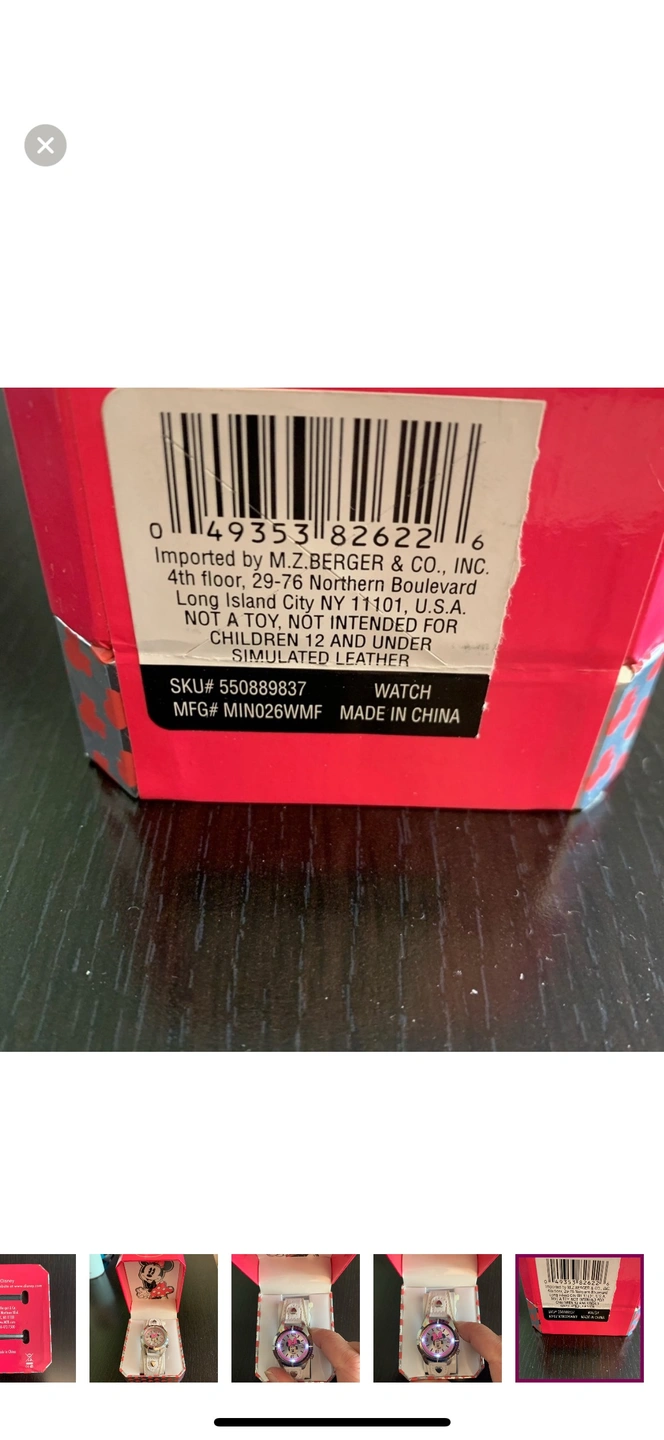 0 49353 82622 6
Imported by M.Z.BERGER & CO., INC.
4th floor, 29-76 Northern Boulevard
Long Island City NY 11101, U.S.A.
NOT A TOY, NOT INTENDED FOR
CHILDREN 12 AND UNDER
SIMULATED LEATHER
SKU# 550889837 WATCH
MFG# MIN026WMF MADE IN CHINA